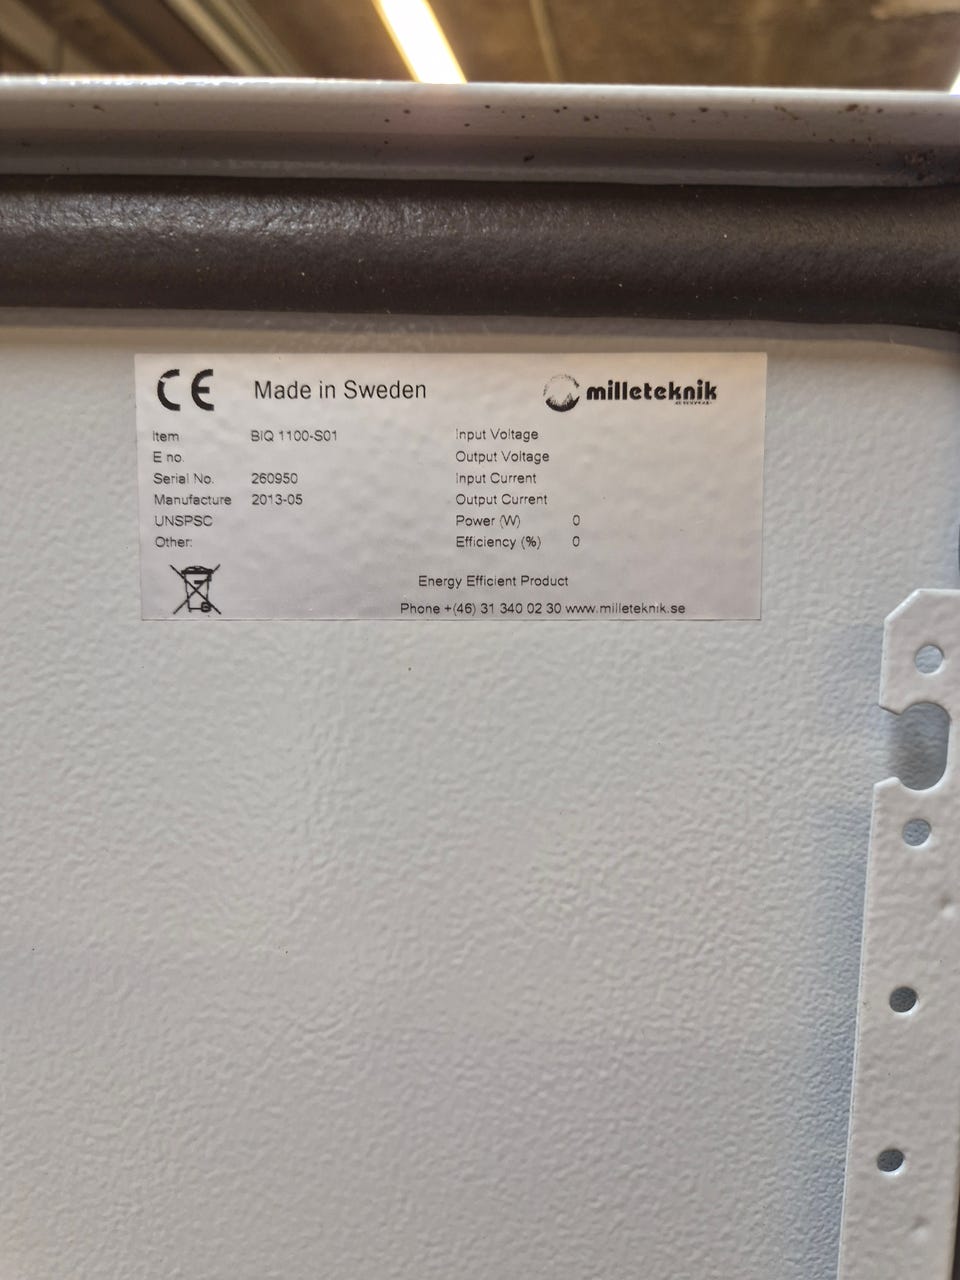 CE Made in Sweden milleteknik
Item BIQ 1100-S01 Input Voltage
E no. Output Voltage
Serial No. 260950 Input Current
Manufacture 2013-05 Output Current
UNSPSC Power (W) 0
Other: Efficiency (%) 0
Energy Efficient Product
Phone +(46) 31 340 02 30 www.milleteknik.se